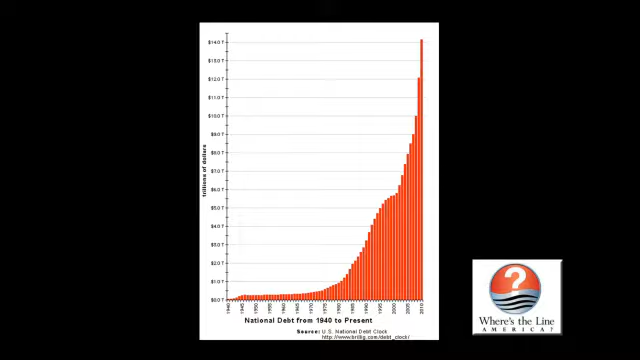 $14.0 T
$13.0 T
$12.0 T
$11.0 T
$10.0 T
$9.0 T
$8.0 T
$7.0 T
$6.0 T
$5.0 T
$4.0 T
$3.0 T
$2.0 T
$1.0 T
$0.0 T
trillions of dollars
1940 1945 1950 1955 1960 1965 1970 1975 1980 1985 1990 1995 2000 2005 2010
National Debt from 1940 to Present
Source: U.S. National Debt Clock
http://www.brillig.com/debt_clock/
?
Where's the Line
AMERICA?